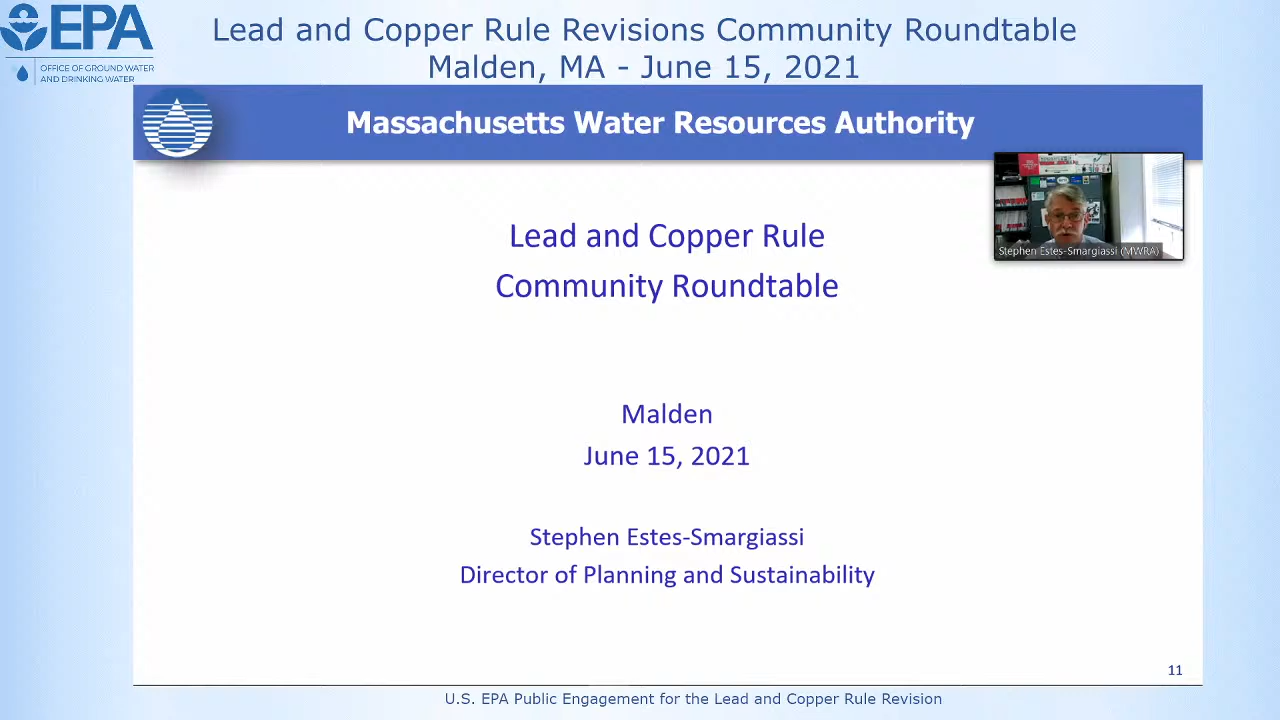 EPA
OFFICE OF GROUND WATER
AND DRINKING WATER
Lead and Copper Rule Revisions Community Roundtable
Malden, MA - June 15, 2021
Massachusetts Water Resources Authority
Stephen Estes-Smargiassi (MWRA)
Lead and Copper Rule
Community Roundtable
Malden
June 15, 2021
Stephen Estes-Smargiassi
Director of Planning and Sustainability
11
U.S. EPA Public Engagement for the Lead and Copper Rule Revision